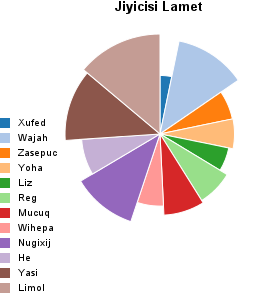 Jiyicisi Lamet
Xufed
Wajah
Zasepuc
Yoha
Liz
Reg
Mucuq
Wihepa
Nugixij
He
Yasi
Limol